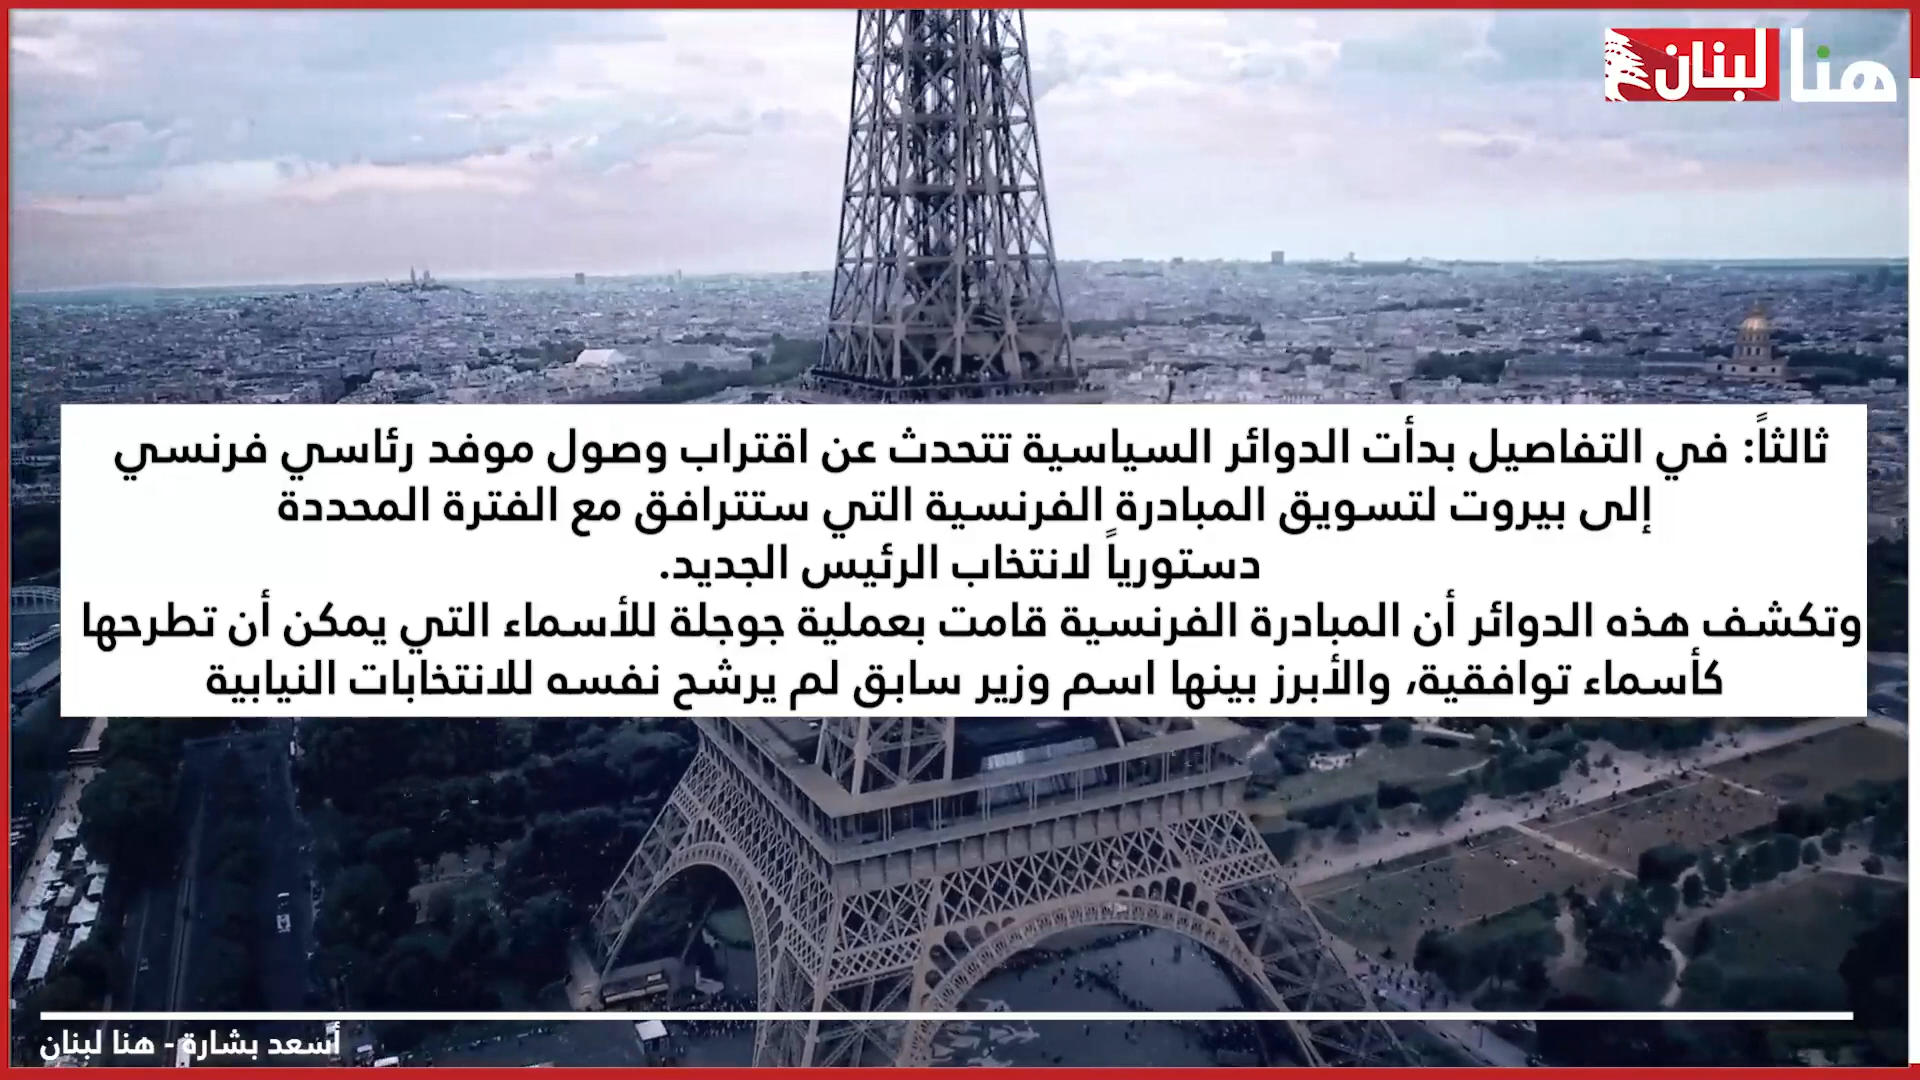 هنا لبنان
ثالثاً: في التفاصيل بدأت الدوائر السياسية تتحدث عن اقتراب وصول موفد رئاسي فرنسي
إلى بيروت لتسويق المبادرة الفرنسية التي ستترافق مع الفترة المحددة
دستورياً لانتخاب الرئيس الجديد.
وتكشف هذه الدوائر أن المبادرة الفرنسية قامت بعملية جوجلة للأسماء التي يمكن أن تطرحها
كأسماء توافقية، والأبرز بينها اسم وزير سابق لم يرشح نفسه للانتخابات النيابية
أسعد بشارة - هنا لبنان